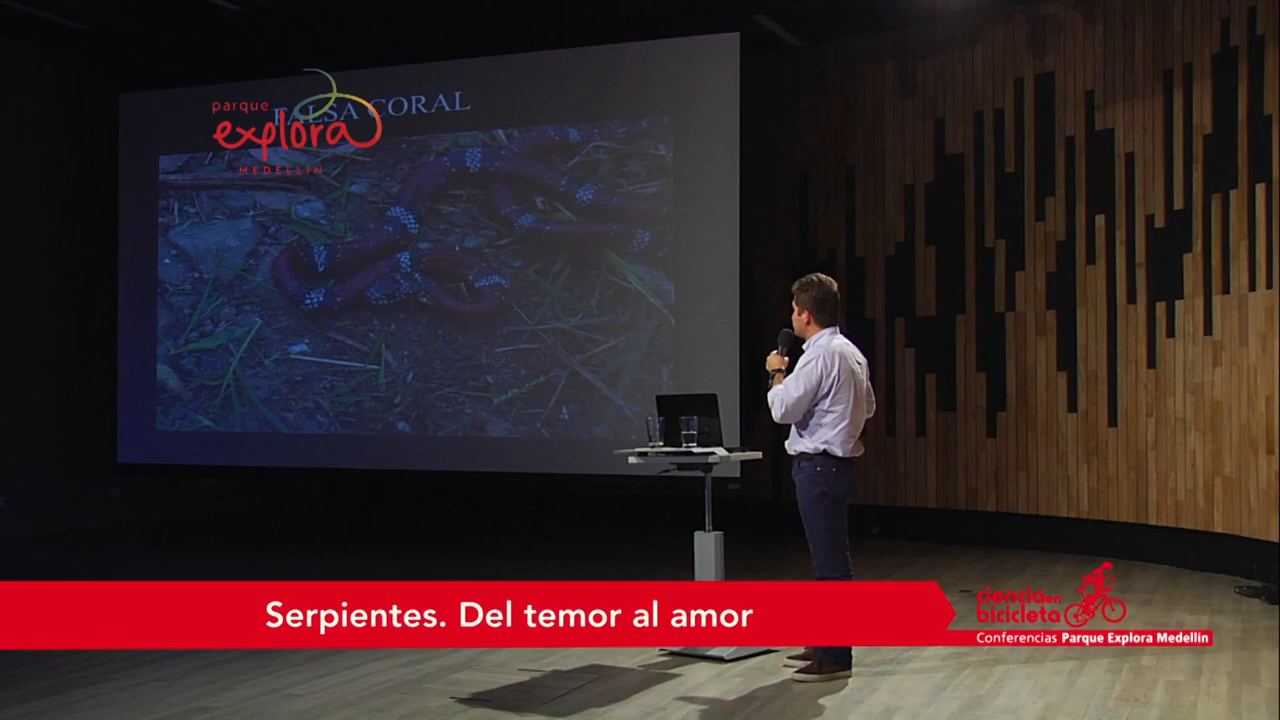 FALSA CORAL
parque
explora
MEDELLÍN
Serpientes. Del temor al amor
ciencia en
bicicleta
Conferencias Parque Explora Medellín